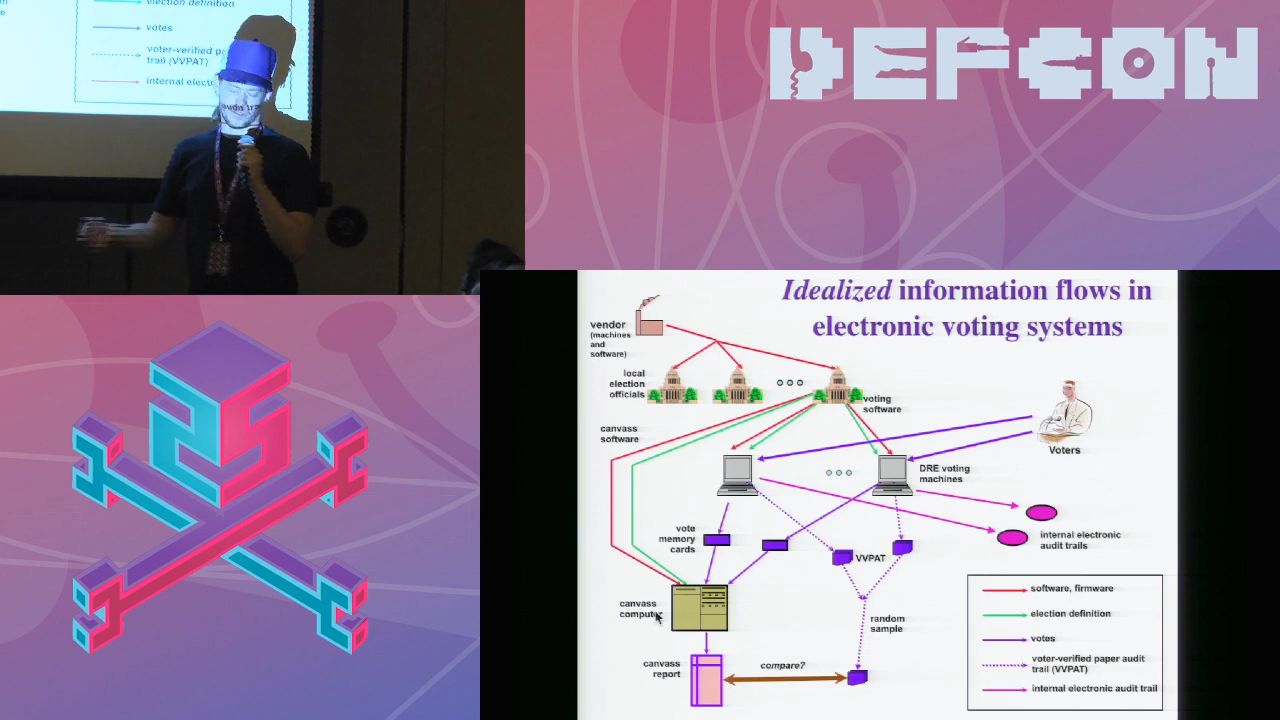 election definition
votes
voter-verified pa
trail (VVPAT)
internal elect
DEFCON
Idealized information flows in
electronic voting systems
vendor
(machines
and
software)
local
election
officials
voting
software
canvass
software
Voters
DRE voting
machines
vote
memory
cards
VVPAT
internal electronic
audit trails
canvass
computer
random
sample
canvass
report
compare?
software, firmware
election definition
votes
voter-verified paper audit
trail (VVPAT)
internal electronic audit trail